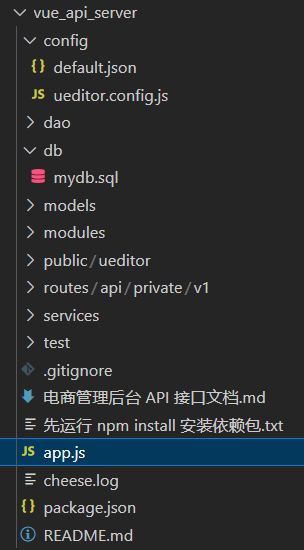 vue_api_server
config
{} default.json
JS ueditor.config.js
dao
db
mydb.sql
models
modules
public/ueditor
routes/api/private/v1
services
test
.gitignore
电商管理后台 API 接口文档.md
先运行 npm install 安装依赖包.txt
JS app.js
cheese.log
{} package.json
README.md